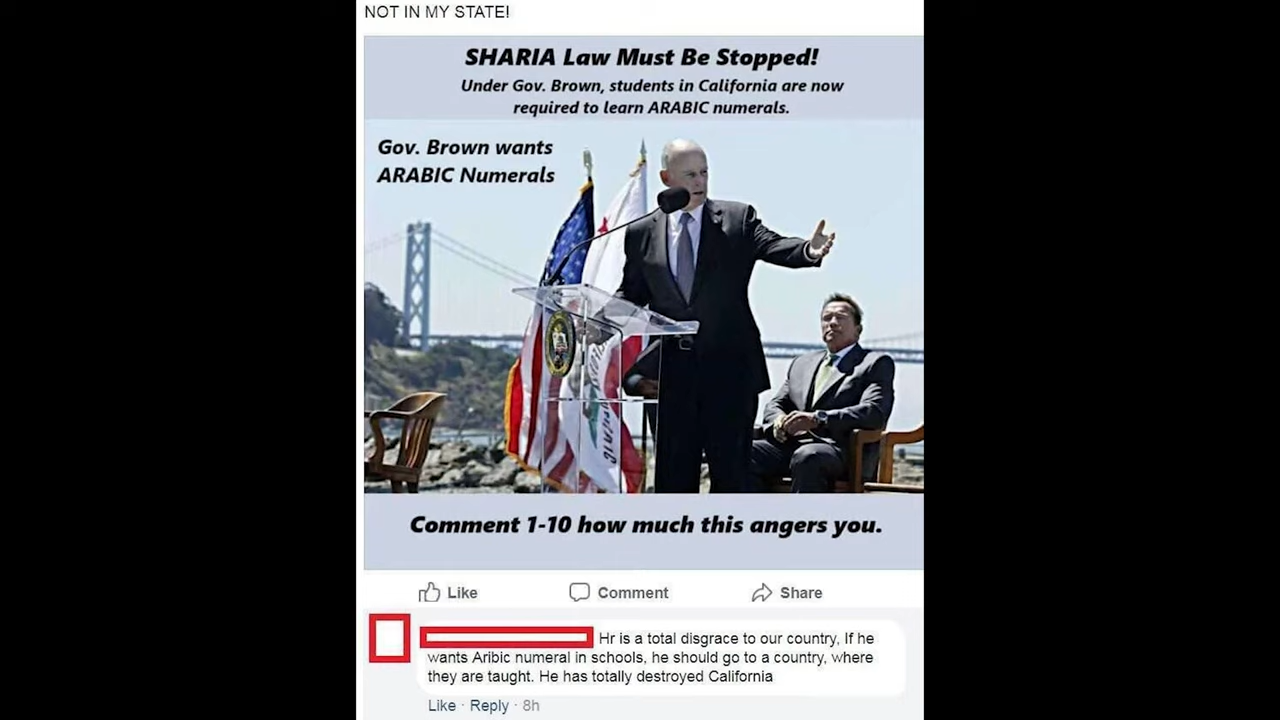 NOT IN MY STATE!
SHARIA Law Must Be Stopped!
Under Gov. Brown, students in California are now
required to learn ARABIC numerals.
Gov. Brown wants
ARABIC Numerals
Comment 1-10 how much this angers you.
Like Comment Share
Hr is a total disgrace to our country, If he
wants Aribic numeral in schools, he should go to a country, where
they are taught. He has totally destroyed California
Like · Reply · 8h